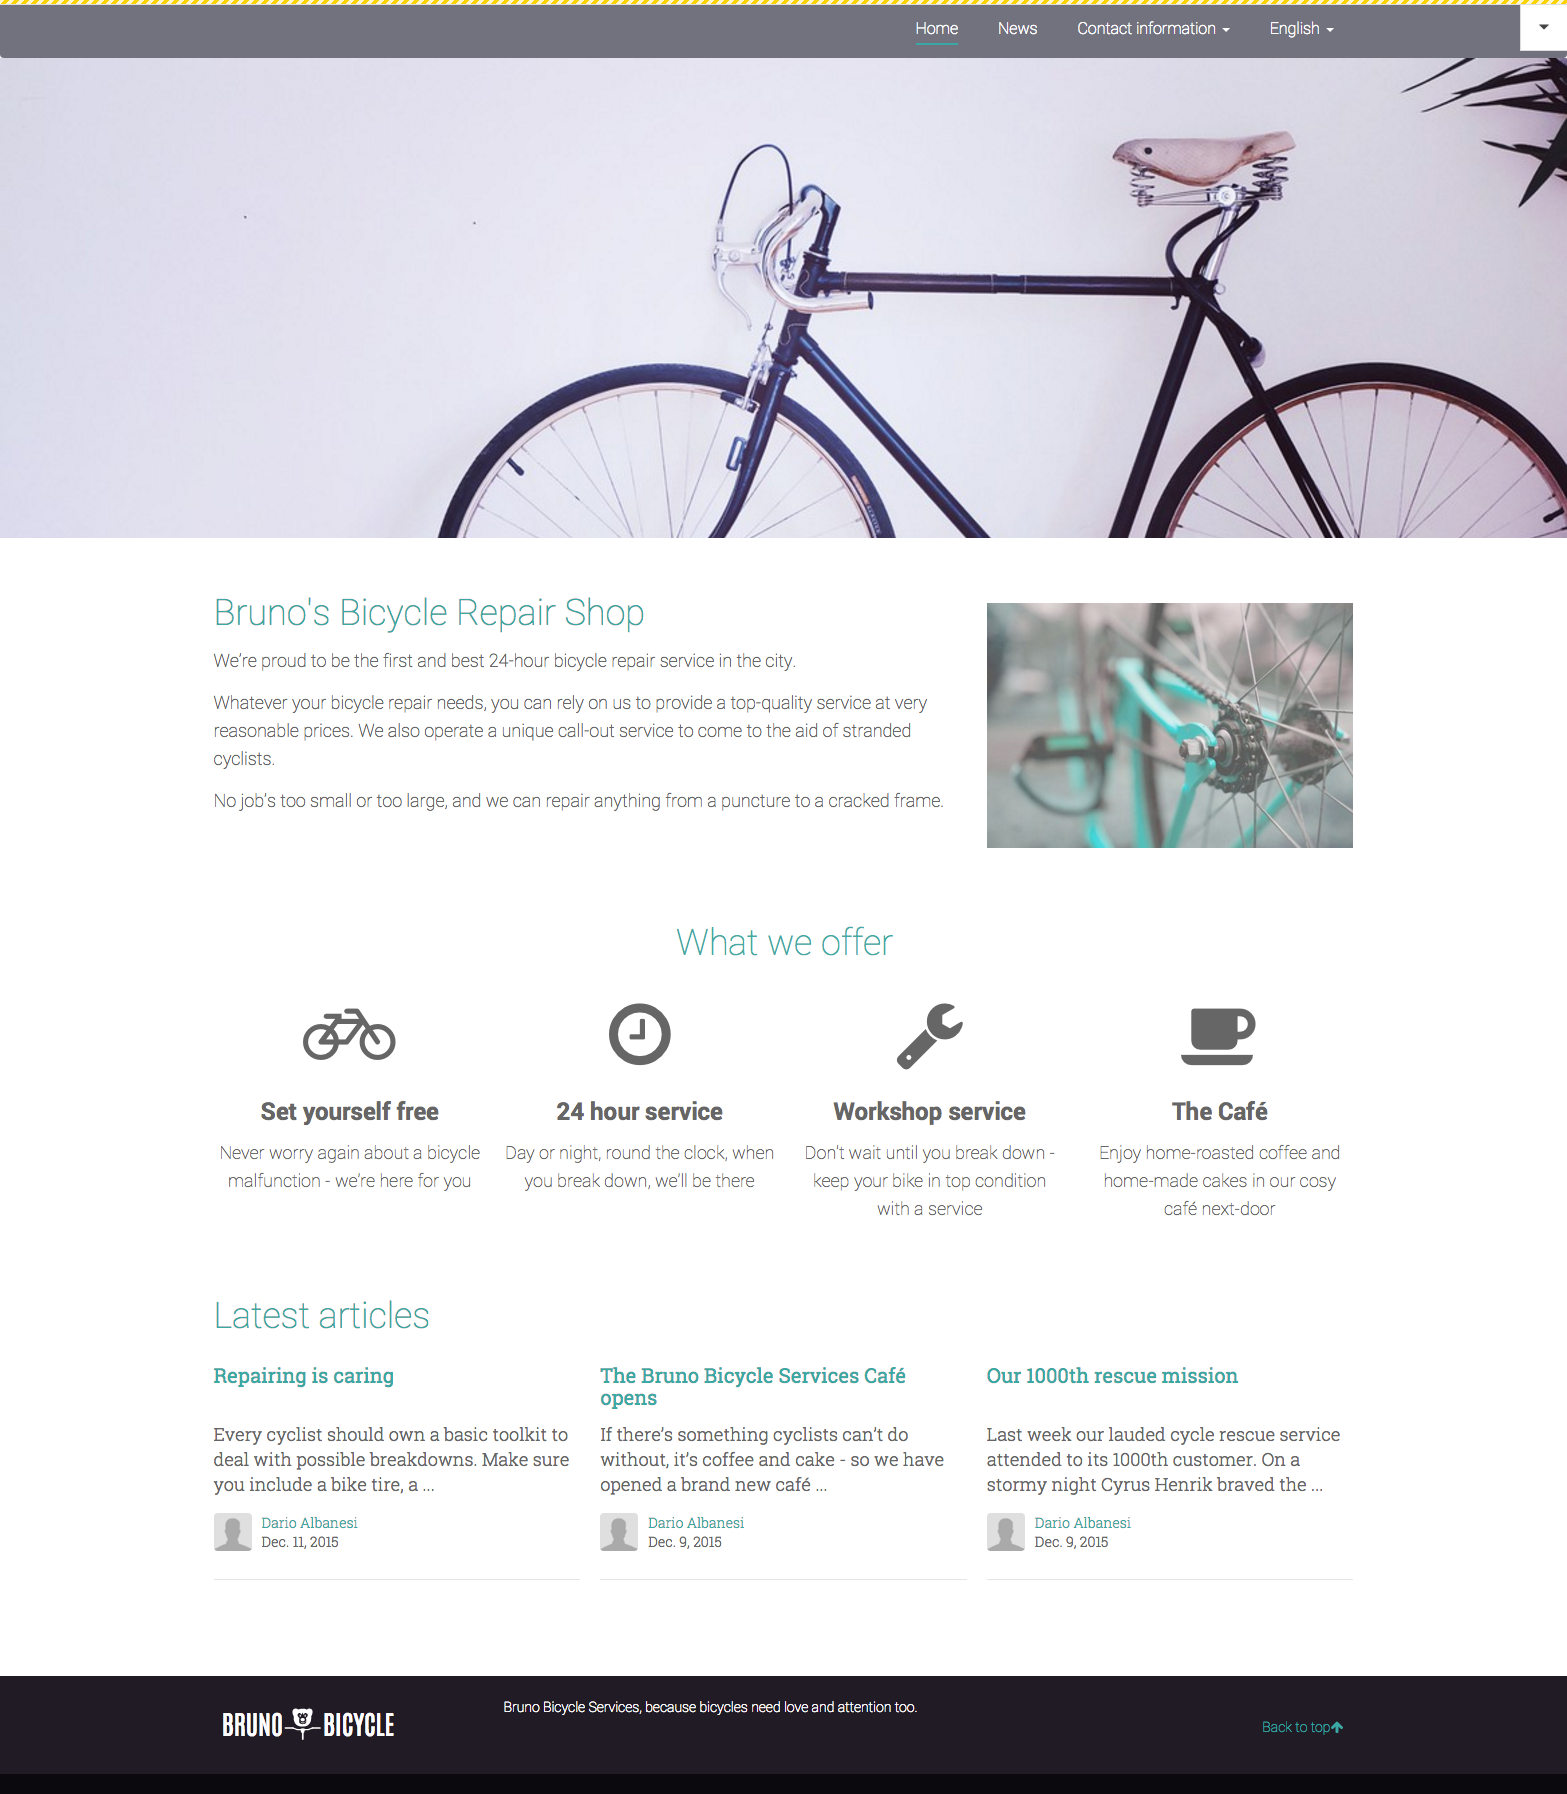 Home News Contact information English
Bruno's Bicycle Repair Shop
We’re proud to be the first and best 24-hour bicycle repair service in the city.
Whatever your bicycle repair needs, you can rely on us to provide a top-quality service at very
reasonable prices. We also operate a unique call-out service to come to the aid of stranded
cyclists.
No job’s too small or too large, and we can repair anything from a puncture to a cracked frame.
What we offer
Set yourself free
Never worry again about a bicycle
malfunction - we’re here for you
24 hour service
Day or night, round the clock, when
you break down, we’ll be there
Workshop service
Don’t wait until you break down -
keep your bike in top condition
with a service
The Café
Enjoy home-roasted coffee and
home-made cakes in our cosy
café next-door
Latest articles
Repairing is caring
Every cyclist should own a basic toolkit to
deal with possible breakdowns. Make sure
you include a bike tire, a ...
Dario Albanesi
Dec. 11, 2015
The Bruno Bicycle Services Café
opens
If there’s something cyclists can’t do
without, it’s coffee and cake - so we have
opened a brand new café ...
Dario Albanesi
Dec. 9, 2015
Our 1000th rescue mission
Last week our lauded cycle rescue service
attended to its 1000th customer. On a
stormy night Cyrus Henrik braved the ...
Dario Albanesi
Dec. 9, 2015
BRUNO BICYCLE
Bruno Bicycle Services, because bicycles need love and attention too.
Back to top